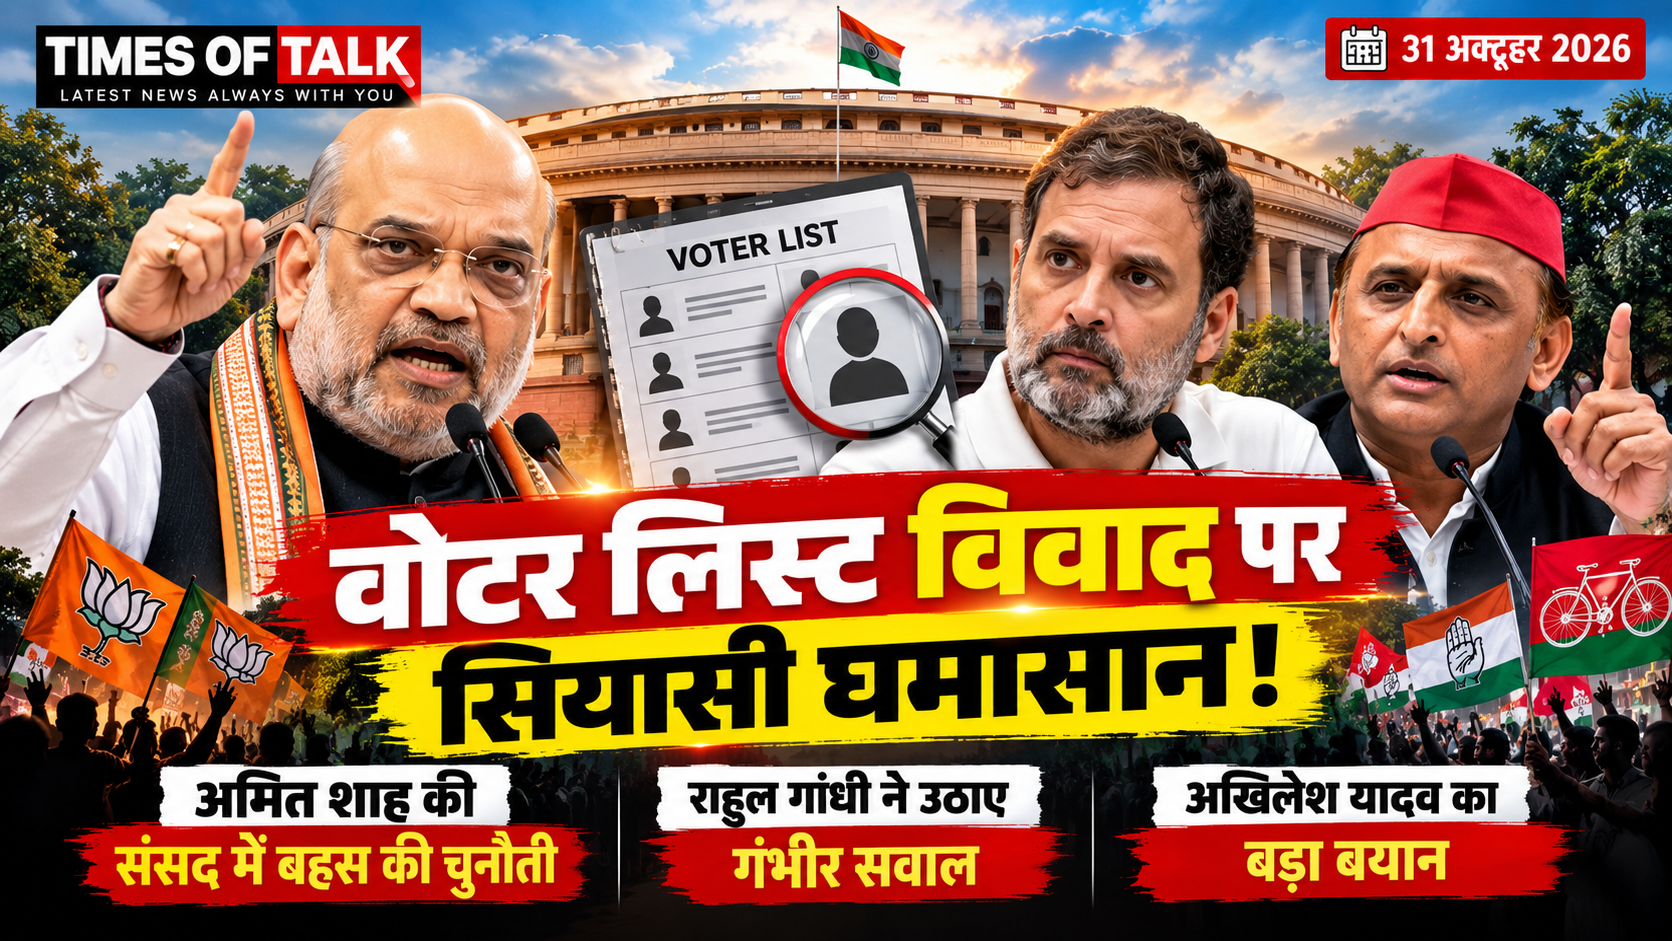 TIMES OF TALK
LATEST NEWS ALWAYS WITH YOU
31 अक्टूहर 2026
VOTER LIST
वोटर लिस्ट विवाद पर
सियासी घमासान!
अमित शाह की
संसद में बहस की चुनौती
राहुल गांधी ने उठाए
गंभीर सवाल
अखिलेश यादव का
बड़ा बयान